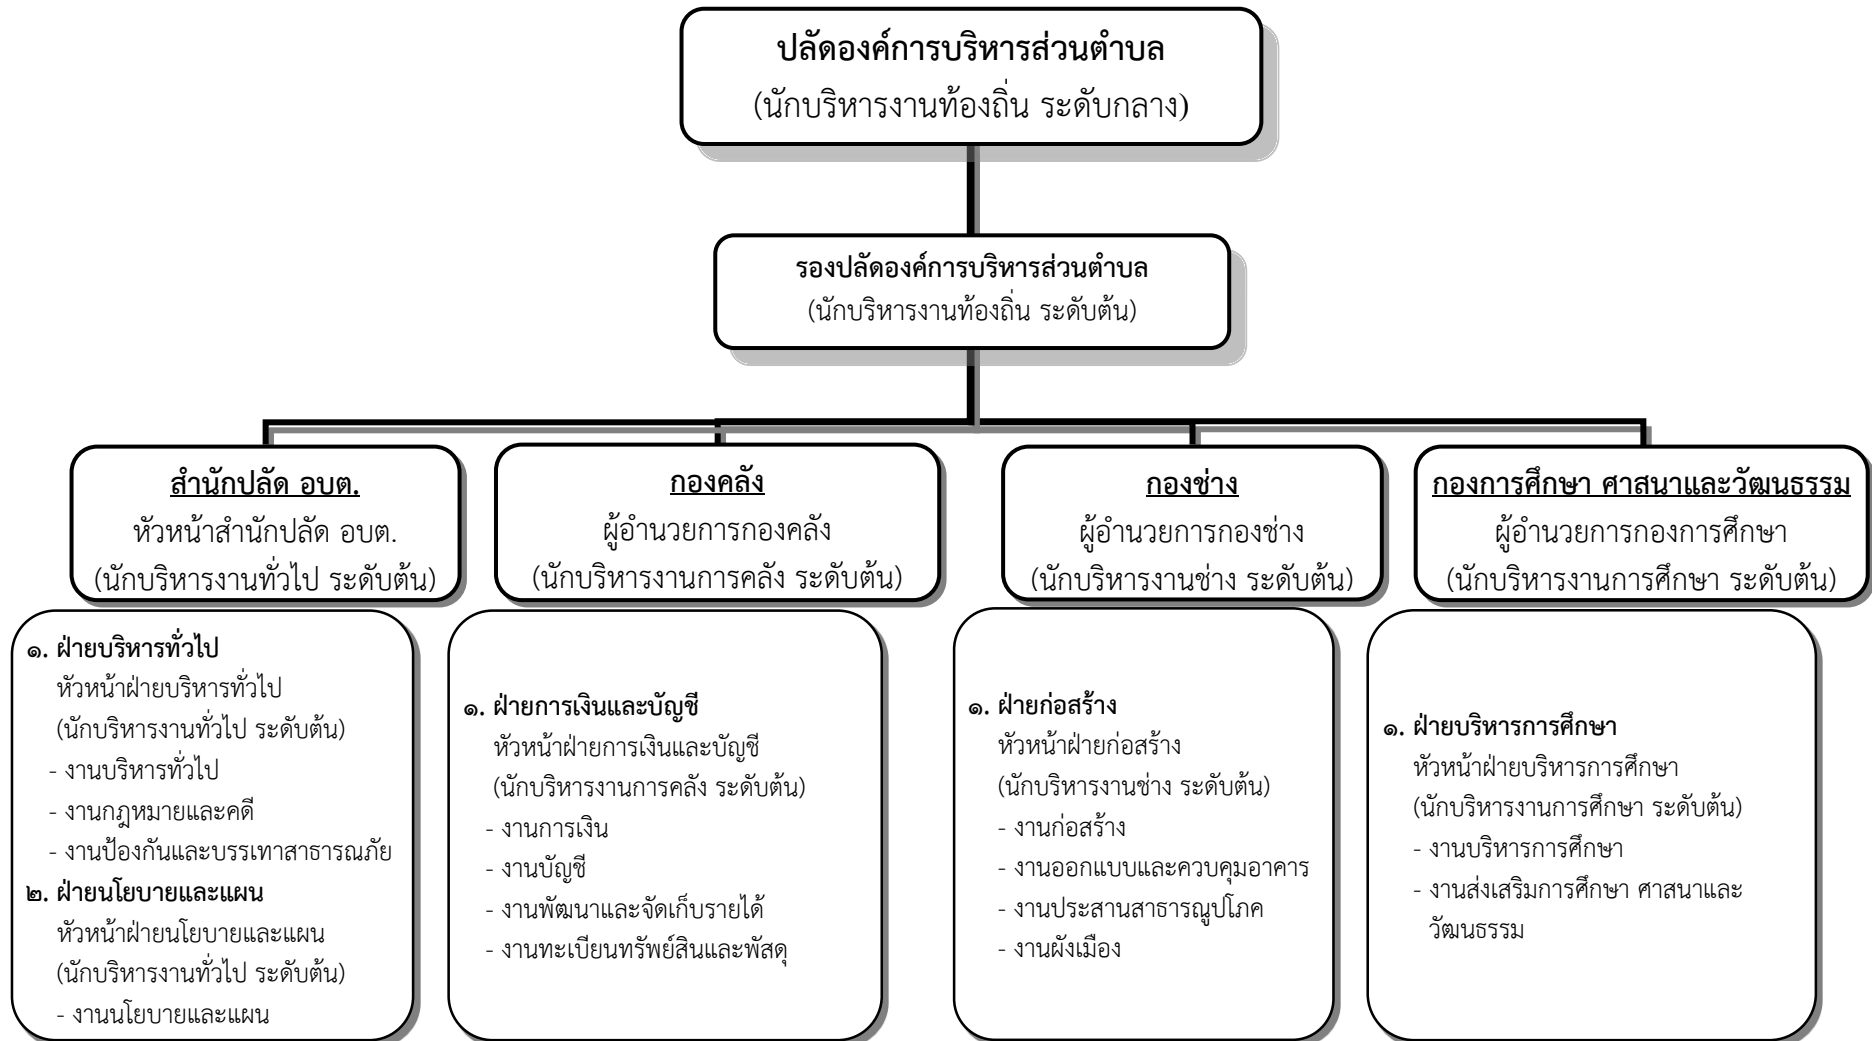 ปลัดองค์การบริหารส่วนตำบล
(นักบริหารงานท้องถิ่น ระดับกลาง)
รองปลัดองค์การบริหารส่วนตำบล
(นักบริหารงานท้องถิ่น ระดับต้น)
สำนักปลัด อบต.
หัวหน้าสำนักปลัด อบต.
(นักบริหารงานทั่วไป ระดับต้น)
กองคลัง
ผู้อำนวยการกองคลัง
(นักบริหารงานการคลัง ระดับต้น)
กองช่าง
ผู้อำนวยการกองช่าง
(นักบริหารงานช่าง ระดับต้น)
กองการศึกษา ศาสนาและวัฒนธรรม
ผู้อำนวยการกองการศึกษา
(นักบริหารงานการศึกษา ระดับต้น)
๑. ฝ่ายบริหารทั่วไป
หัวหน้าฝ่ายบริหารทั่วไป
(นักบริหารงานทั่วไป ระดับต้น)
- งานบริหารทั่วไป
- งานกฎหมายและคดี
- งานป้องกันและบรรเทาสาธารณภัย
๒. ฝ่ายนโยบายและแผน
หัวหน้าฝ่ายนโยบายและแผน
(นักบริหารงานทั่วไป ระดับต้น)
- งานนโยบายและแผน
๑. ฝ่ายการเงินและบัญชี
หัวหน้าฝ่ายการเงินและบัญชี
(นักบริหารงานการคลัง ระดับต้น)
- งานการเงิน
- งานบัญชี
- งานพัฒนาและจัดเก็บรายได้
- งานทะเบียนทรัพย์สินและพัสดุ
๑. ฝ่ายก่อสร้าง
หัวหน้าฝ่ายก่อสร้าง
(นักบริหารงานช่าง ระดับต้น)
- งานก่อสร้าง
- งานออกแบบและควบคุมอาคาร
- งานประสานสาธารณูปโภค
- งานผังเมือง
๑. ฝ่ายบริหารการศึกษา
หัวหน้าฝ่ายบริหารการศึกษา
(นักบริหารงานการศึกษา ระดับต้น)
- งานบริหารการศึกษา
- งานส่งเสริมการศึกษา ศาสนาและ
วัฒนธรรม